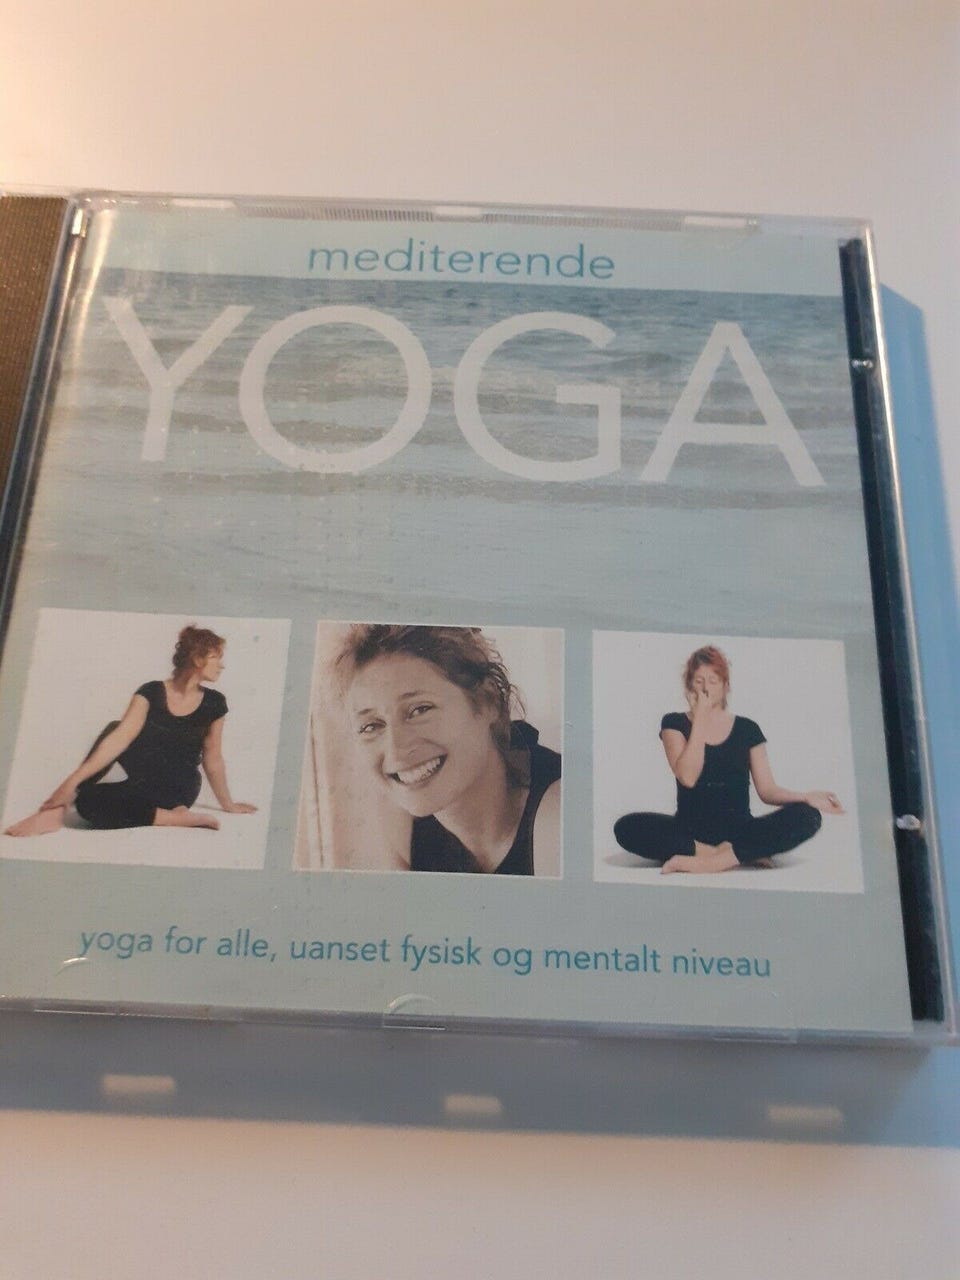 mediterende
YOGA
yoga for alle, uanset fysisk og mentalt niveau